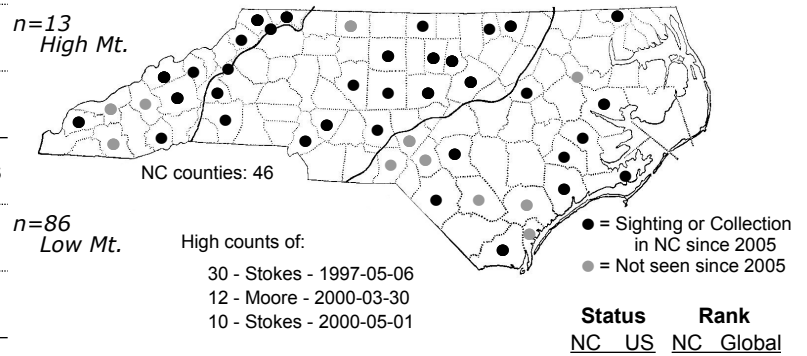 n=13
High Mt.
NC counties: 46
n=86
Low Mt.
High counts of:
30 - Stokes - 1997-05-06
12 - Moore - 2000-03-30
10 - Stokes - 2000-05-01
= Sighting or Collection
in NC since 2005
= Not seen since 2005
Status Rank
NC US NC Global